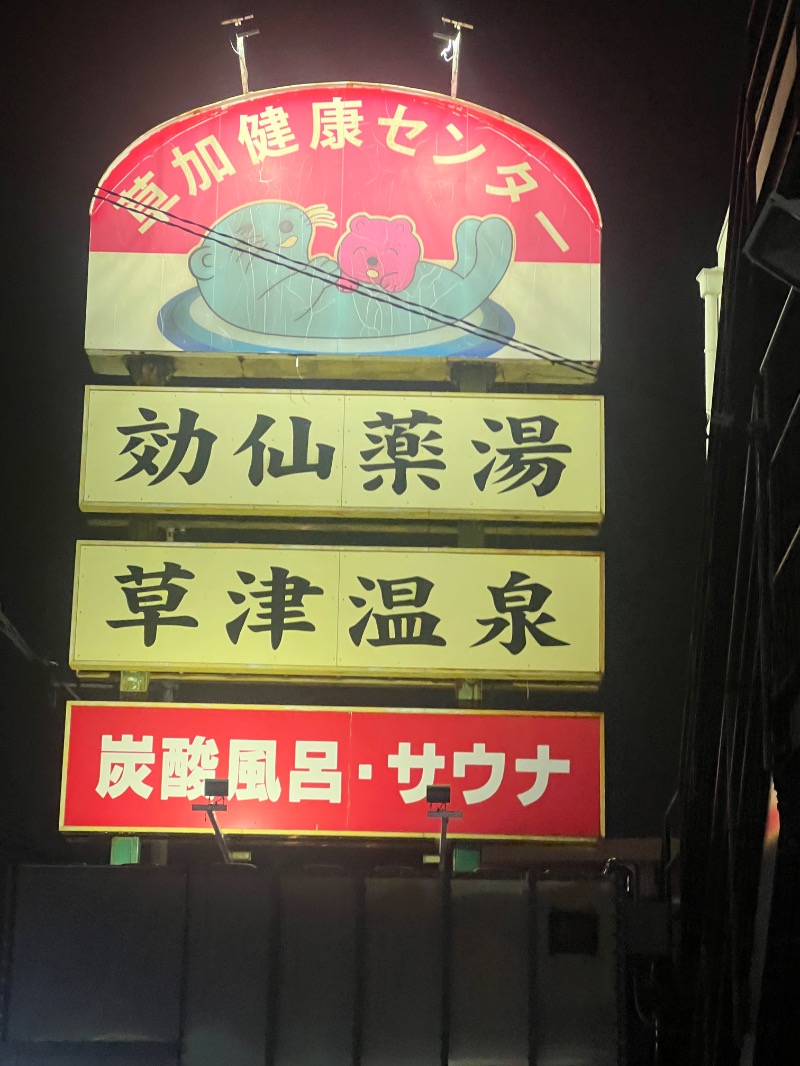 草加健康センター
効仙薬湯
草津温泉
炭酸風呂・サウナ